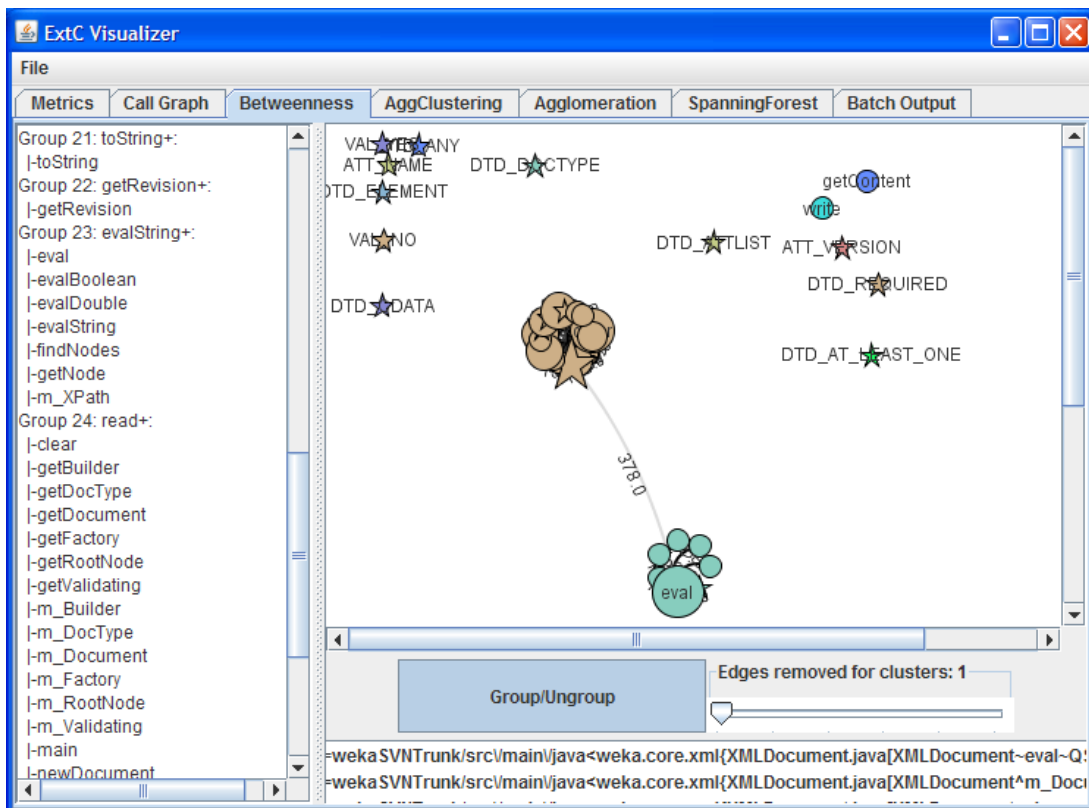 ExtC Visualizer
File
Metrics Call Graph Betweenness AggClustering Agglomeration SpanningForest Batch Output
Group 21: toString+:
|-toString
Group 22: getRevision+:
|-getRevision
Group 23: evalString+:
|-eval
|-evalBoolean
|-evalDouble
|-evalString
|-findNodes
|-getNode
|-m_XPath
Group 24: read+:
|-clear
|-getBuilder
|-getDocType
|-getDocument
|-getFactory
|-getRootNode
|-getValidating
|-m_Builder
|-m_DocType
|-m_Document
|-m_Factory
|-m_RootNode
|-m_Validating
|-main
|-newDocument
ATT_NAME
DTD_DOCTYPE
DTD_ELEMENT
getContent
write
VAL_NO
DTD_ATTLIST
ATT_VERSION
DTD_REQUIRED
DTD_AT_LEAST_ONE
378.0
eval
Group/Ungroup
Edges removed for clusters: 1
=wekaSVNTrunk/src\/main\/java<weka.core.xml{XMLDocument.java[XMLDocument~eval~QS
=wekaSVNTrunk/src\/main\/java<weka.core.xml{XMLDocument.java[XMLDocument^m_Doc